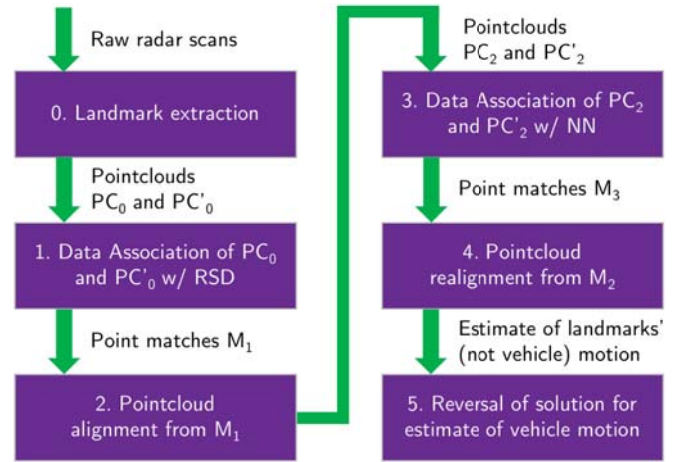 Raw radar scans
0. Landmark extraction
Pointclouds
PC₀ and PC'₀
1. Data Association of PC₀
and PC'₀ w/ RSD
Point matches M₁
2. Pointcloud
alignment from M₁
Pointclouds
PC₂ and PC'₂
3. Data Association of PC₂
and PC'₂ w/ NN
Point matches M₃
4. Pointcloud
realignment from M₂
Estimate of landmarks'
(not vehicle) motion
5. Reversal of solution for
estimate of vehicle motion